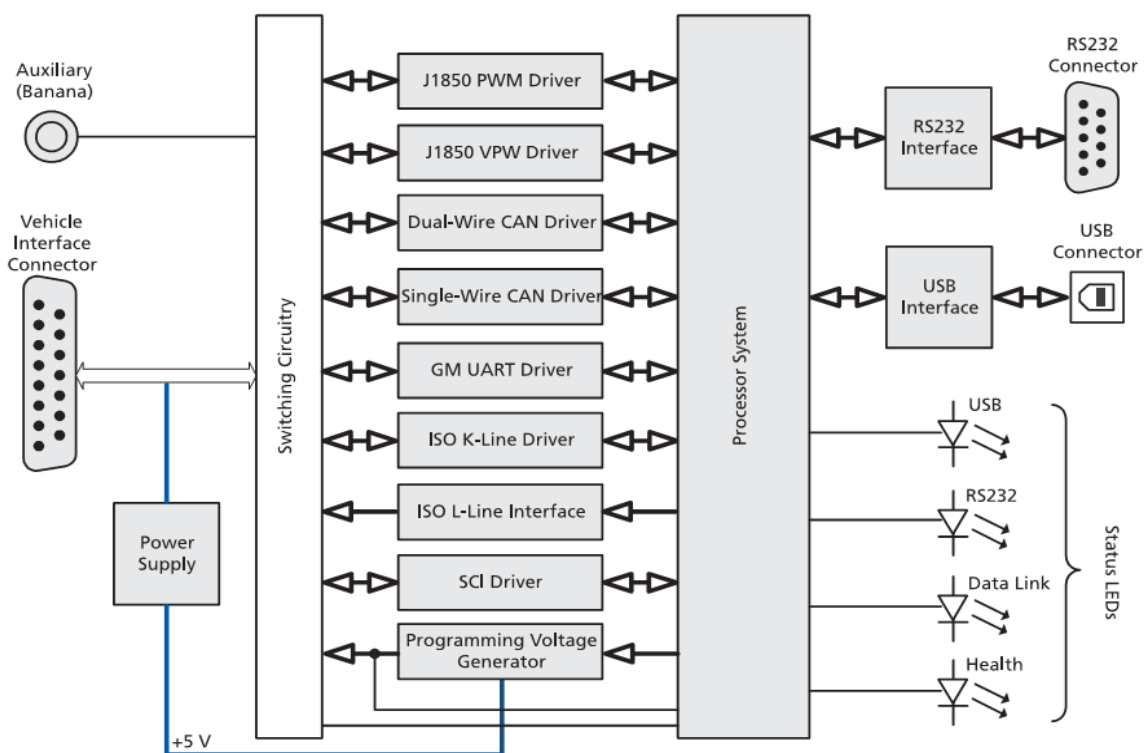 Auxiliary
(Banana)
Vehicle
Interface
Connector
Power
Supply
+5 V
Switching Circuitry
J1850 PWM Driver
J1850 VPW Driver
Dual-Wire CAN Driver
Single-Wire CAN Driver
GM UART Driver
ISO K-Line Driver
ISO L-Line Interface
SCI Driver
Programming Voltage
Generator
Processor System
RS232
Interface
RS232
Connector
USB
Interface
USB
Connector
USB
RS232
Data Link
Health
Status LEDs